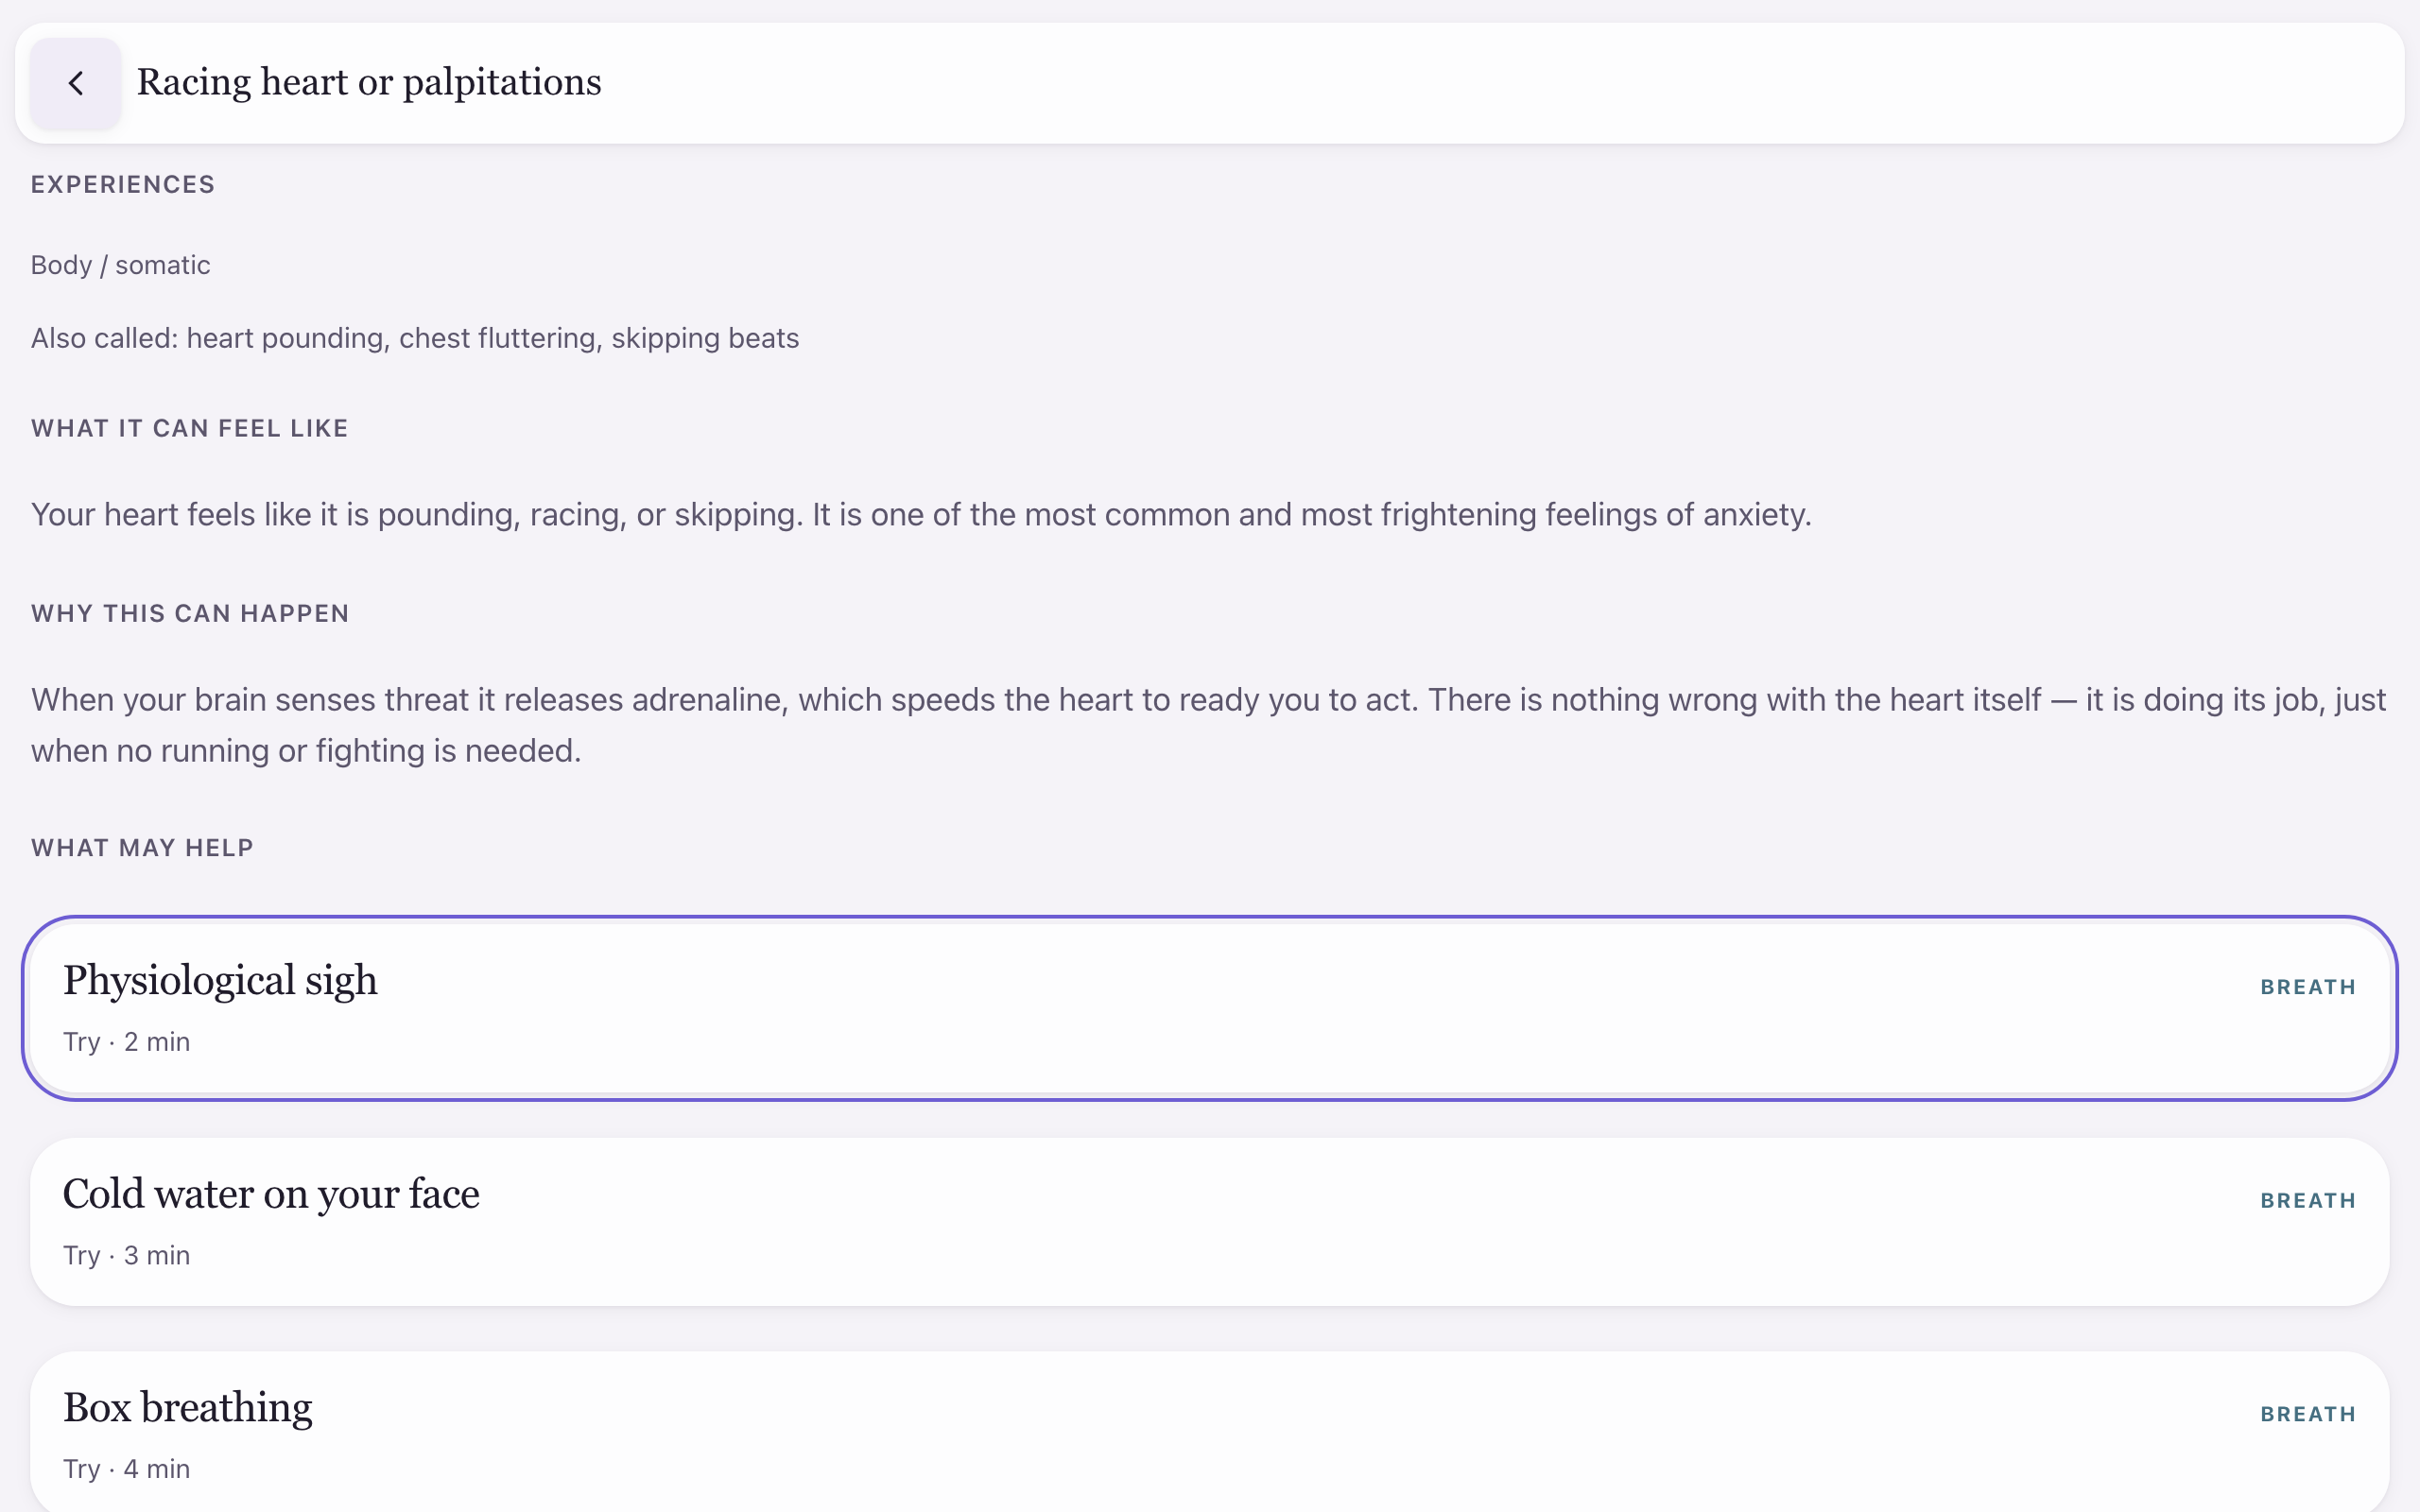 Racing heart or palpitations
EXPERIENCES
Body / somatic
Also called: heart pounding, chest fluttering, skipping beats
WHAT IT CAN FEEL LIKE
Your heart feels like it is pounding, racing, or skipping. It is one of the most common and most frightening feelings of anxiety.
WHY THIS CAN HAPPEN
When your brain senses threat it releases adrenaline, which speeds the heart to ready you to act. There is nothing wrong with the heart itself — it is doing its job, just
when no running or fighting is needed.
WHAT MAY HELP
Physiological sigh
BREATH
Try · 2 min
Cold water on your face
BREATH
Try · 3 min
Box breathing
BREATH
Try · 4 min